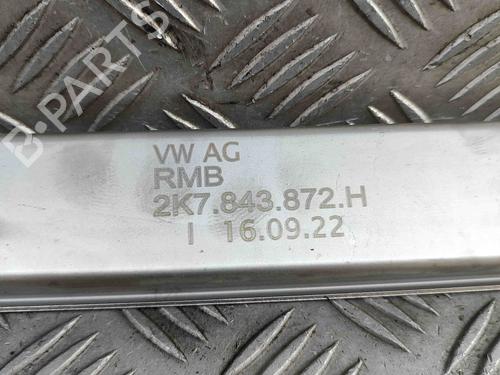 B-PARTS
VW AG
RMB
2K7.843.872.H
I 16.09.22